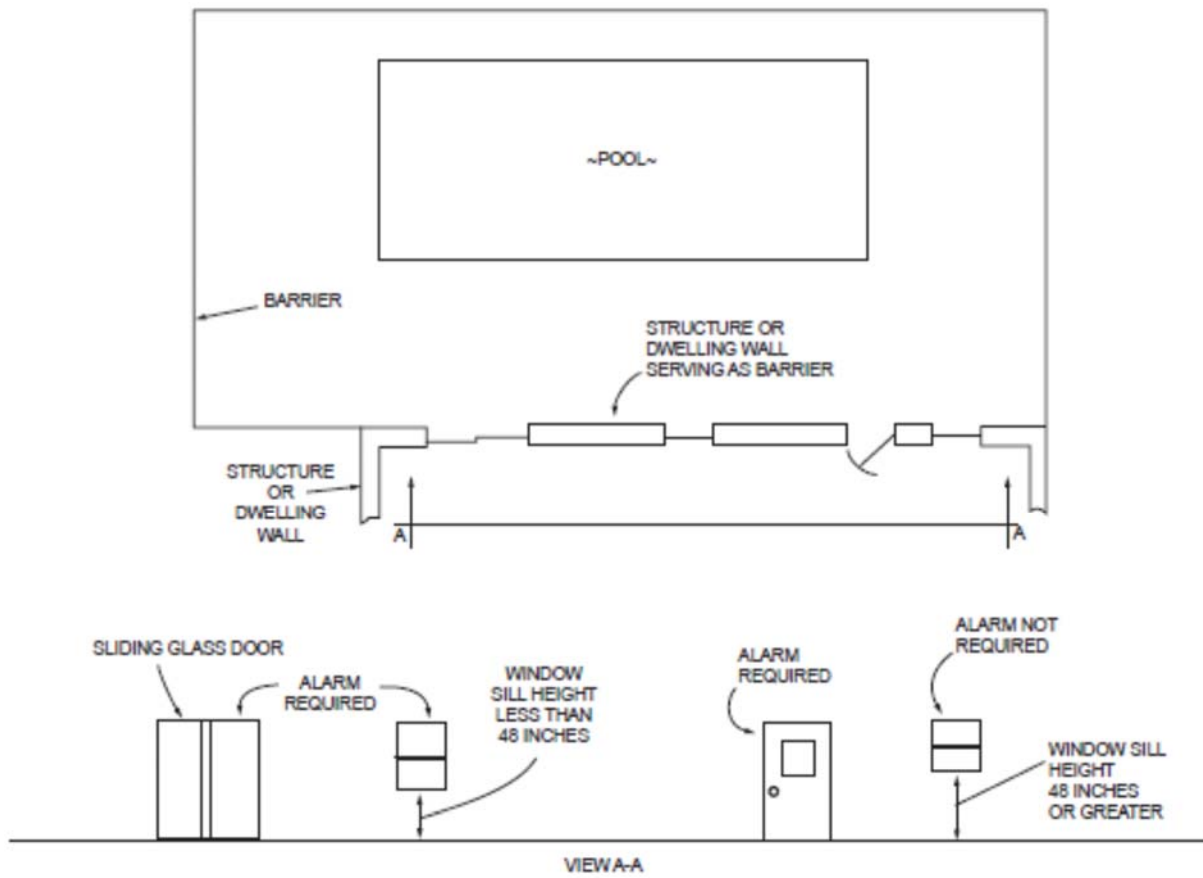 ~POOL~
BARRIER
STRUCTURE OR
DWELLING WALL
SERVING AS BARRIER
STRUCTURE
OR
DWELLING
WALL
A
A
SLIDING GLASS DOOR
ALARM
REQUIRED
WINDOW
SILL HEIGHT
LESS THAN
48 INCHES
ALARM
REQUIRED
ALARM NOT
REQUIRED
WINDOW SILL
HEIGHT
48 INCHES
OR GREATER
VIEW A-A